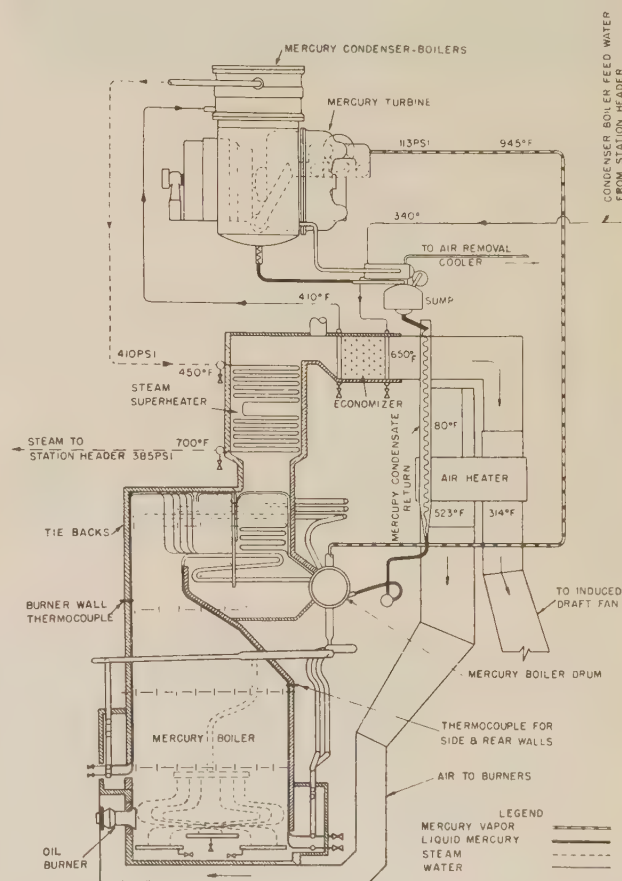 MERCURY CONDENSER-BOILERS
MERCURY TURBINE
CONDENSER BOILER FEED WATER
FROM STATION HEADER
113PSI
945°F
340°
TO AIR REMOVAL
COOLER
SUMP
410°F
410PSI
450°F
650°F
STEAM
SUPERHEATER
ECONOMIZER
MERCURY CONDENSATE
RETURN
80°F
STEAM TO
STATION HEADER 385PSI
700°F
AIR HEATER
523°F
314°F
TIE BACKS
BURNER WALL
THERMOCOUPLE
TO INDUCED
DRAFT FAN
MERCURY BOILER DRUM
MERCURY BOILER
THERMOCOUPLE FOR
SIDE & REAR WALLS
AIR TO BURNERS
OIL
BURNER
LEGEND
MERCURY VAPOR
LIQUID MERCURY
STEAM
WATER